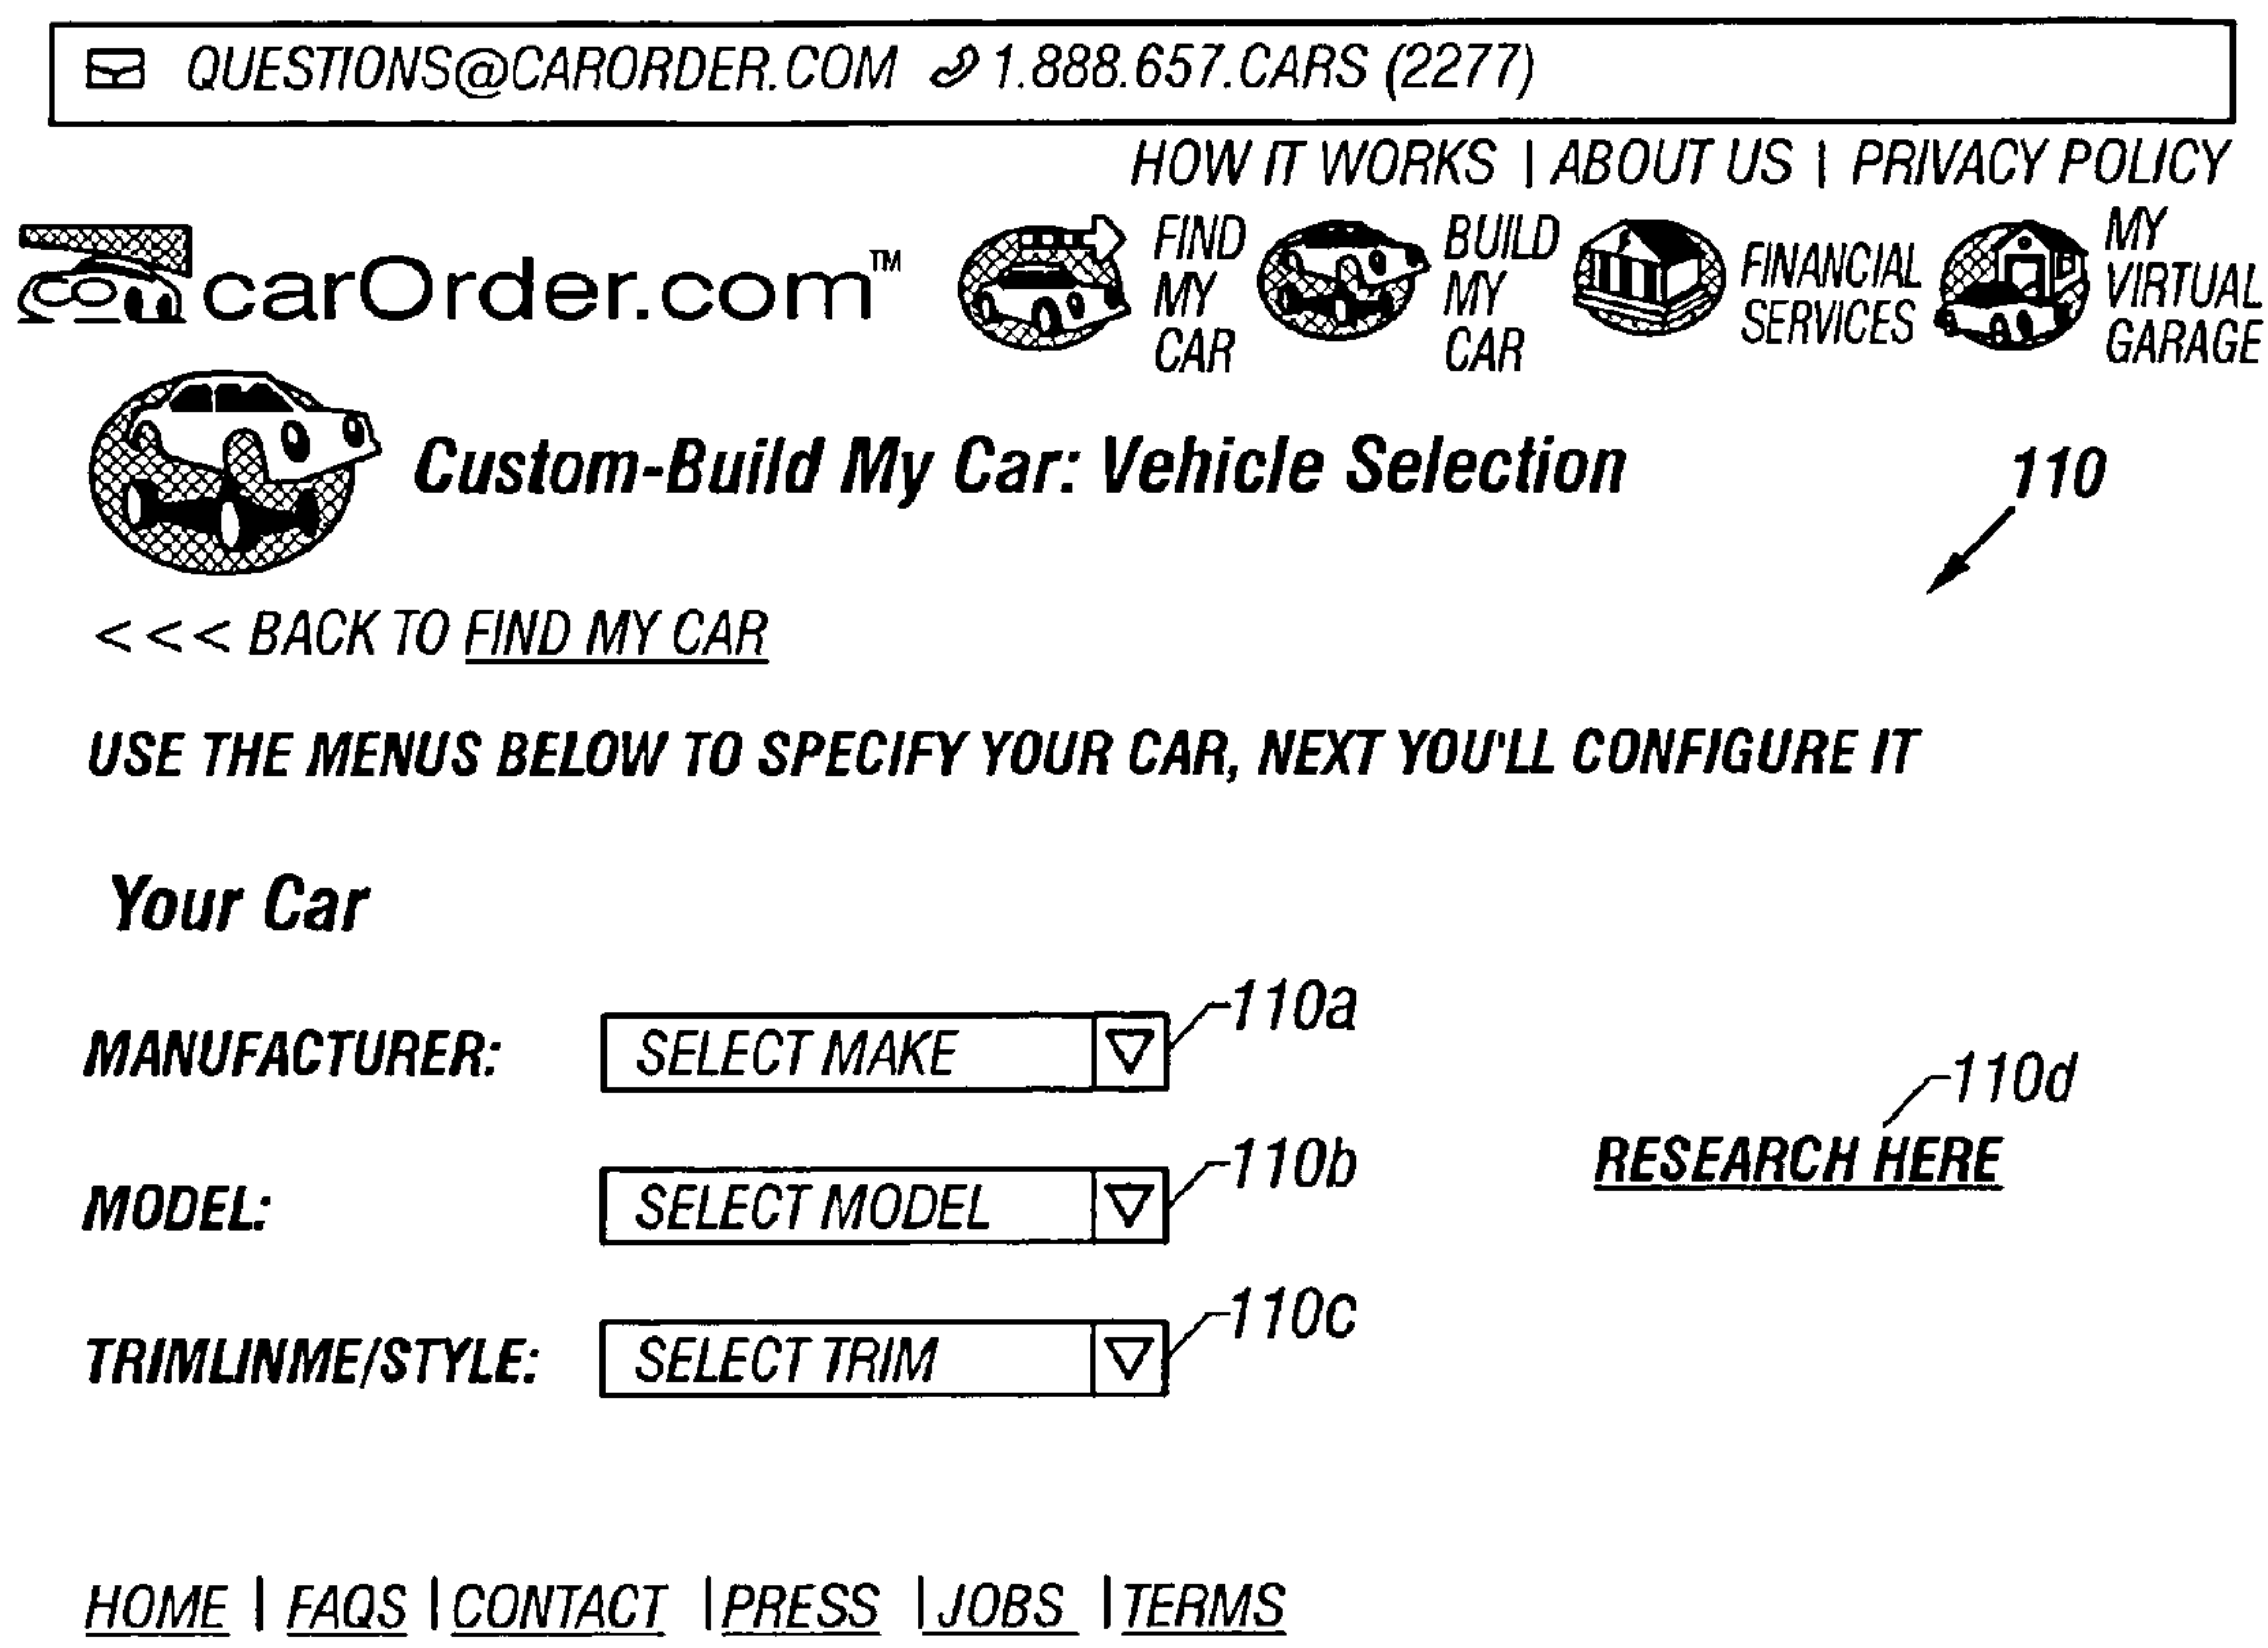 QUESTIONS@CARORDER.COM 1.888.657.CARS (2277)
HOW IT WORKS | ABOUT US | PRIVACY POLICY
carOrder.com™
FIND
MY
CAR
BUILD
MY
CAR
FINANCIAL
SERVICES
MY
VIRTUAL
GARAGE
Custom-Build My Car: Vehicle Selection
110
<<< BACK TO FIND MY CAR
USE THE MENUS BELOW TO SPECIFY YOUR CAR, NEXT YOU'LL CONFIGURE IT
Your Car
MANUFACTURER: SELECT MAKE 110a
110d
RESEARCH HERE
MODEL: SELECT MODEL 110b
TRIMLINME/STYLE: SELECT TRIM 110c
HOME | FAQS | CONTACT | PRESS | JOBS | TERMS